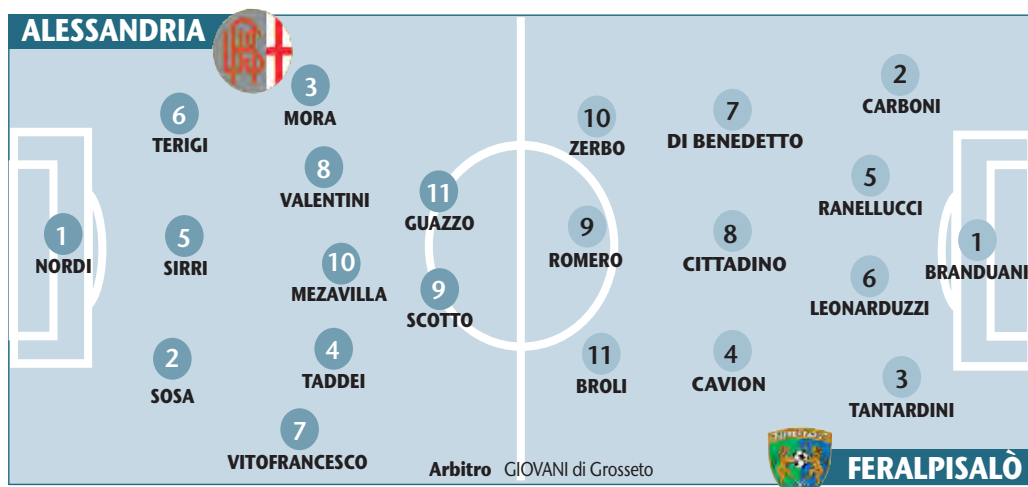 ALESSANDRIA
1
NORDI
6
TERIGI
5
SIRRI
2
SOSA
3
MORA
8
VALENTINI
10
MEZAVILLA
4
TADDEI
7
VITOFRANCESCO
11
GUAZZO
9
SCOTTO
10
ZERBO
9
ROMERO
11
BROLI
7
DI BENEDETTO
8
CITTADINO
4
CAVION
2
CARBONI
5
RANELLUCCI
6
LEONARDUZZI
3
TANTARDINI
1
BRANDUANI
Arbitro GIOVANI di Grosseto
FERALPISALÒ